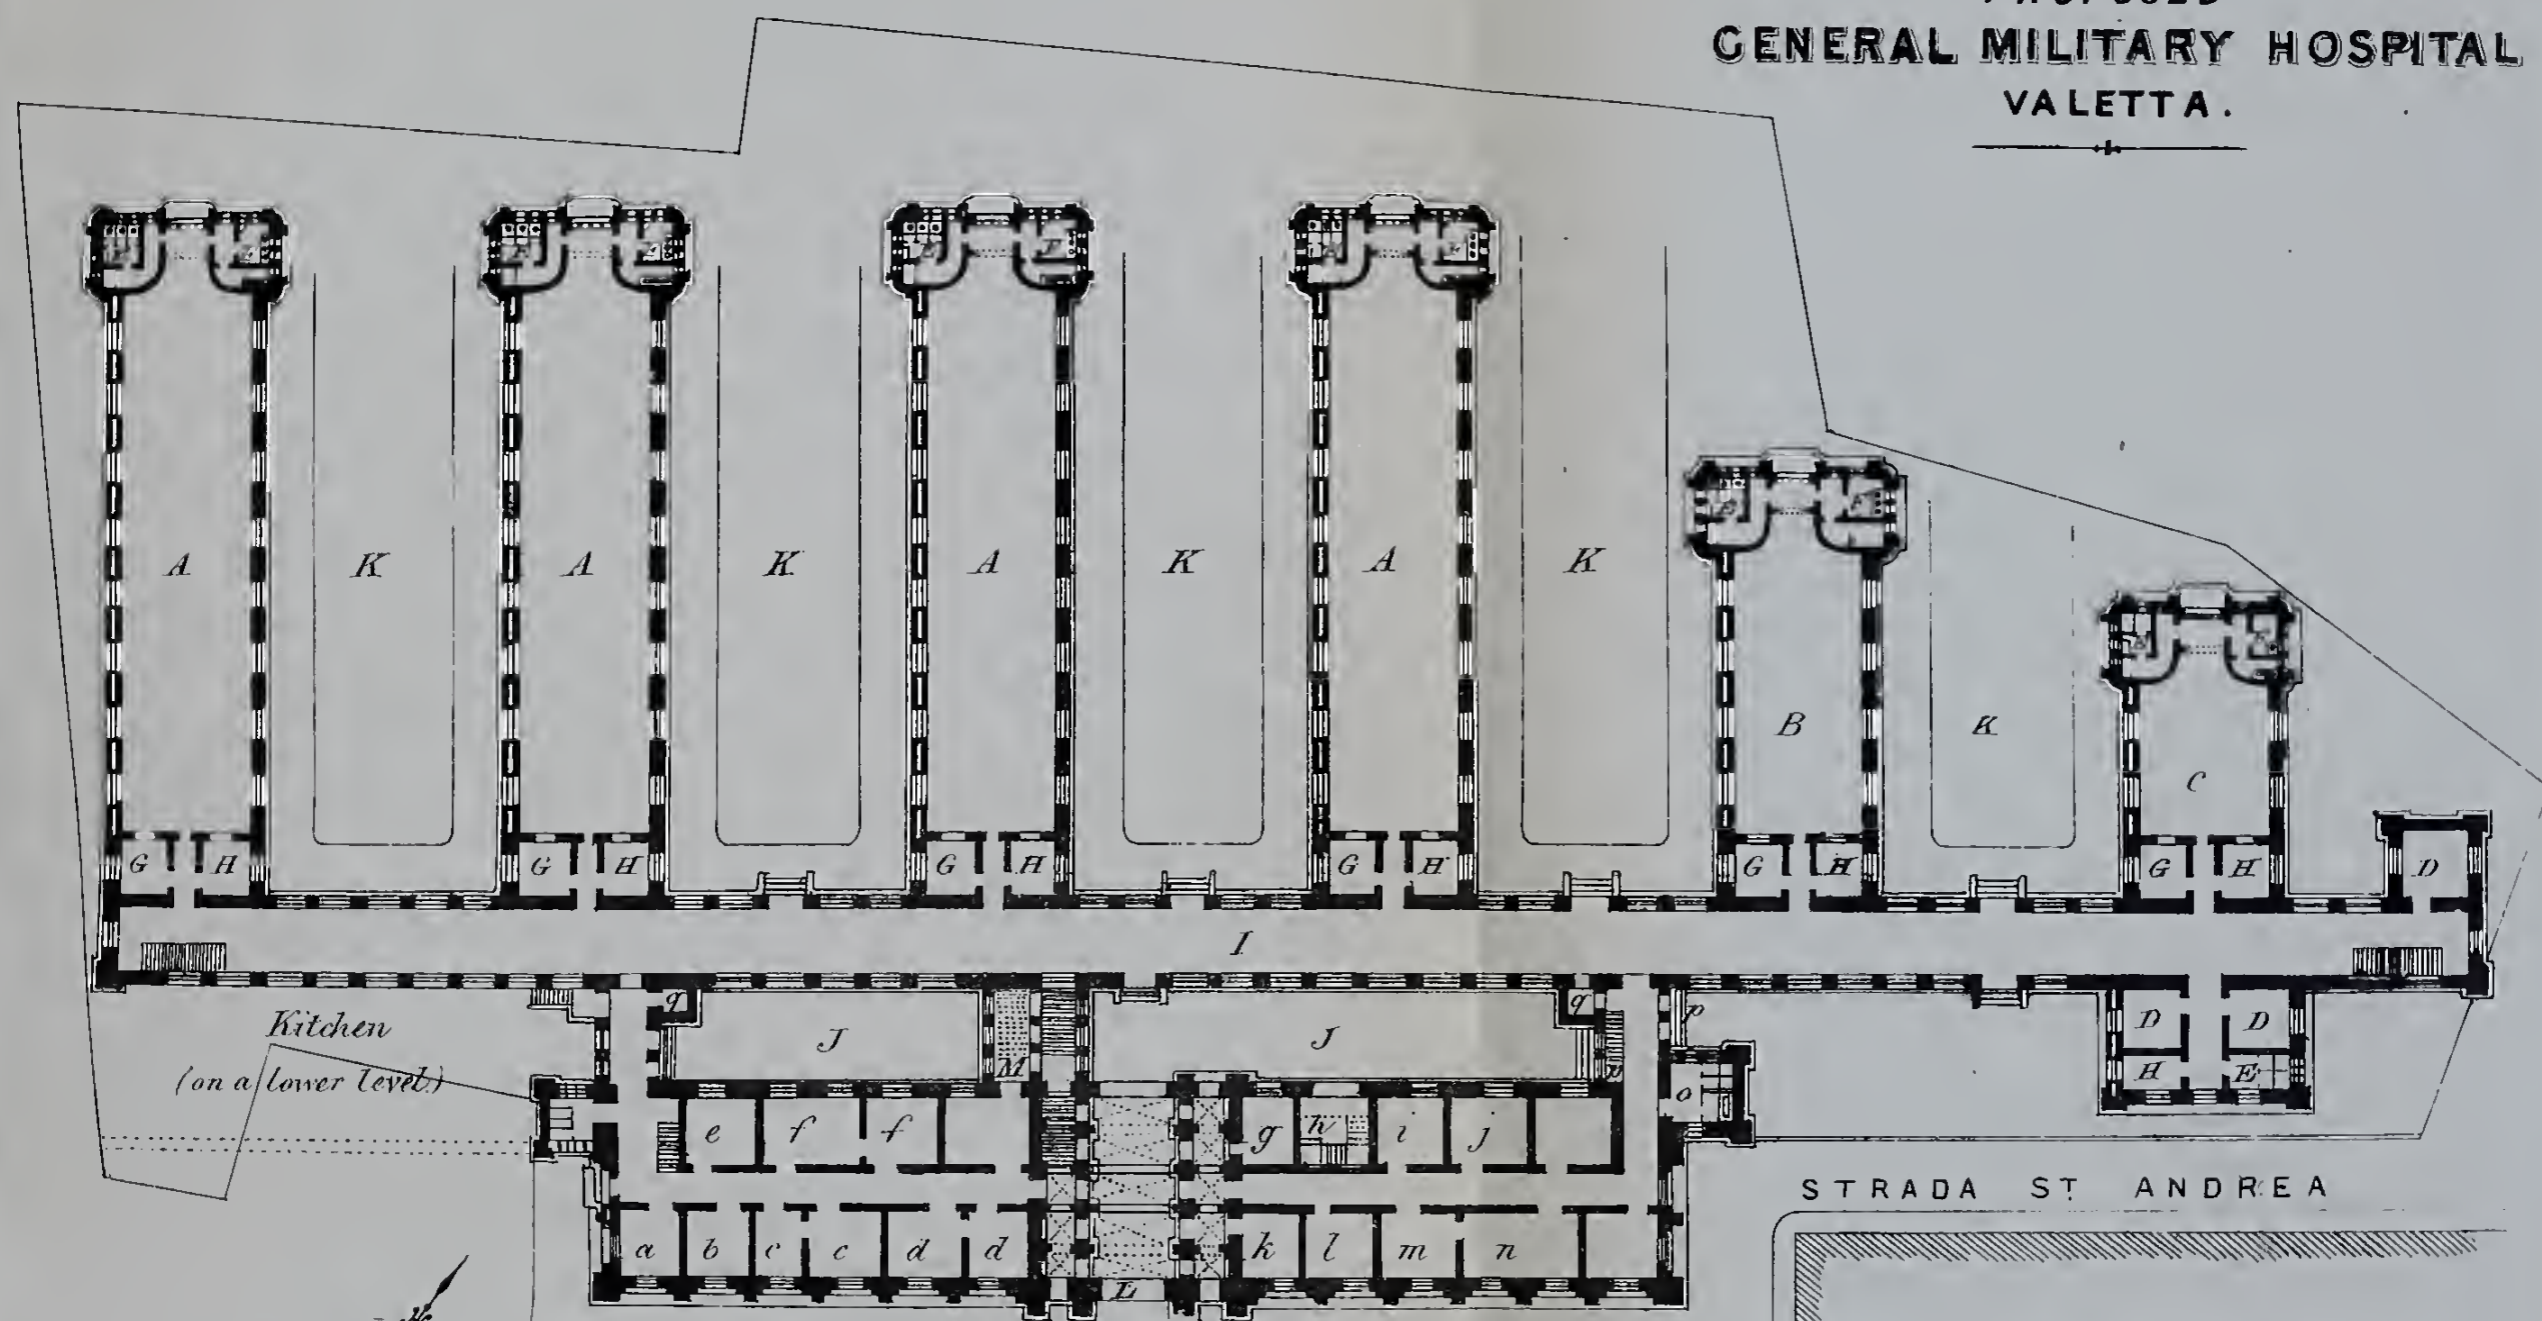 GENERAL MILITARY HOSPITAL
VALETTA.
A K A K A K A K
B K
C
G H G H G H G H G H G H D
I
q q p
Kitchen
J M J
D D
(on a lower level)
H E
o
e f f g h i j
STRADA ST ANDREA
a b c c d d k l m n
L